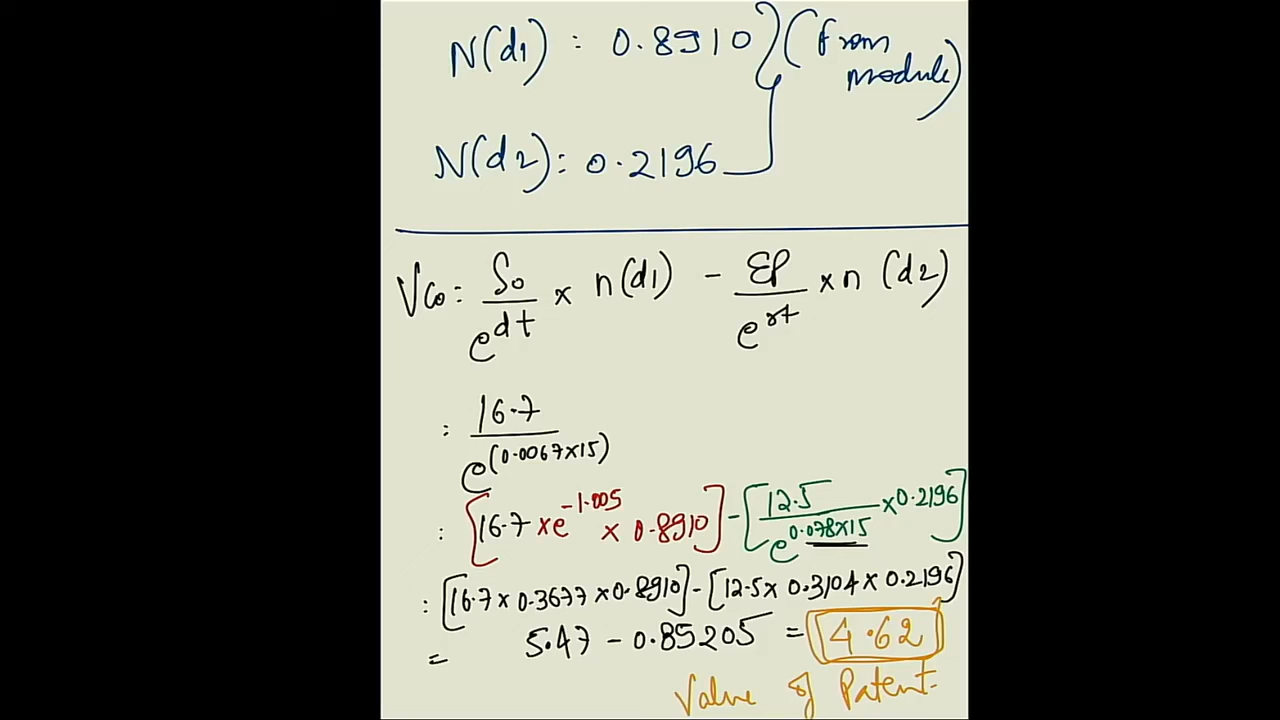 N(d1) : 0.8910 } (from module)
N(d2) : 0.2196
Vco : S0/e^dt × n(d1) - EP/e^rt × n (d2)
: 16.7/e^(0.0067×15)
: [16.7 × e^-1.005 × 0.8910] - [12.5/e^0.078×15 × 0.2196]
: [16.7 × 0.3677 × 0.8910] - [12.5 × 0.3104 × 0.2196]
= 5.47 - 0.85205 = 4.62
Value of Patent.